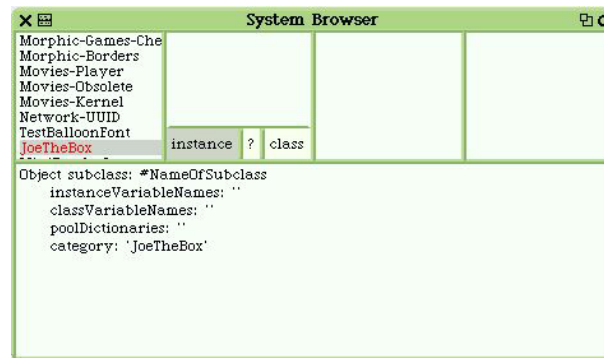 System Browser
Morphic-Games-Che
Morphic-Borders
Movies-Player
Movies-Obsolete
Movies-Kernel
Network-UUID
TestBalloonFont
JoeTheBox
instance ? class
Object subclass: #NameOfSubclass
instanceVariableNames: ''
classVariableNames: ''
poolDictionaries: ''
category: 'JoeTheBox'